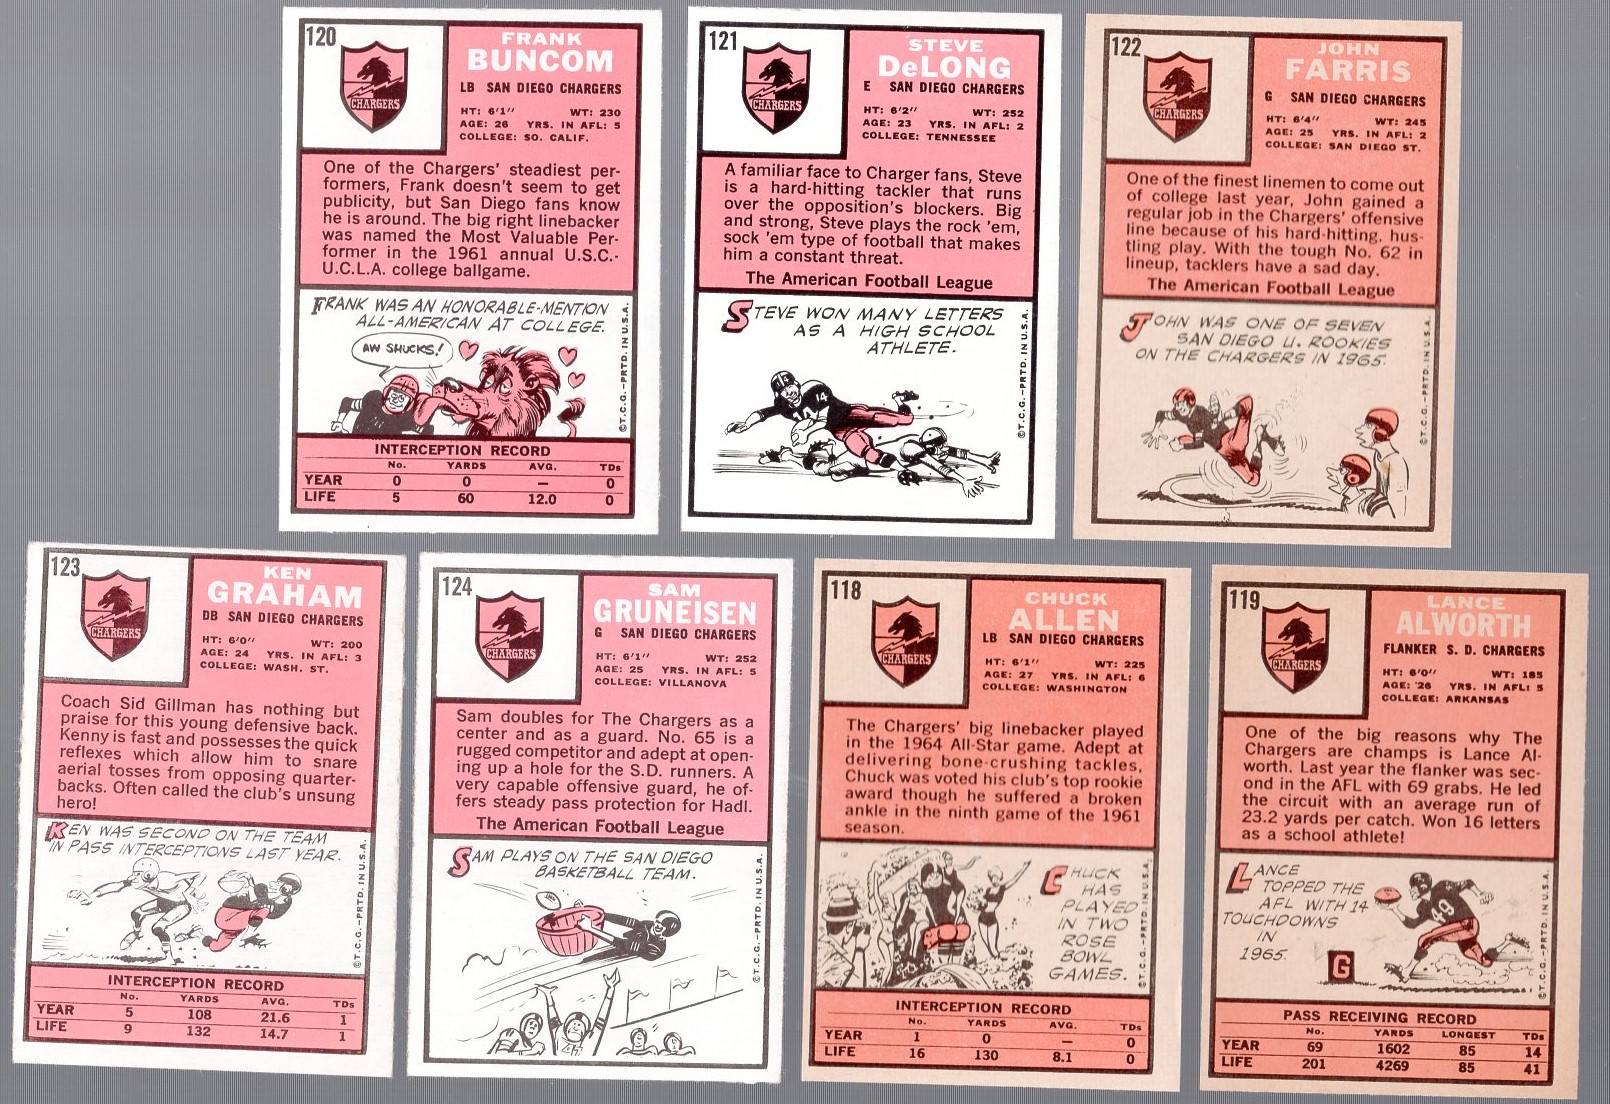 120
CHARGERS
FRANK
BUNCOM
LB SAN DIEGO CHARGERS
HT: 6'1" WT: 230
AGE: 26 YRS. IN AFL: 5
COLLEGE: SO. CALIF.
One of the Chargers' steadiest per-
formers, Frank doesn't seem to get
publicity, but San Diego fans know
he is around. The big right linebacker
was named the Most Valuable Per-
former in the 1961 annual U.S.C.-
U.C.L.A. college ballgame.
FRANK WAS AN HONORABLE-MENTION
ALL-AMERICAN AT COLLEGE.
AW SHUCKS!
©T.C.G.-PRTD. IN U.S.A.
INTERCEPTION RECORD
No. YARDS AVG. TDs
YEAR 0 0 — 0
LIFE 5 60 12.0 0
121
CHARGERS
STEVE
DeLONG
E SAN DIEGO CHARGERS
HT: 6'2" WT: 252
AGE: 23 YRS. IN AFL: 2
COLLEGE: TENNESSEE
A familiar face to Charger fans, Steve
is a hard-hitting tackler that runs
over the opposition's blockers. Big
and strong, Steve plays the rock 'em,
sock 'em type of football that makes
him a constant threat.
The American Football League
STEVE WON MANY LETTERS
AS A HIGH SCHOOL
ATHLETE.
14
©T.C.G.-PRTD. IN U.S.A.
122
CHARGERS
JOHN
FARRIS
G SAN DIEGO CHARGERS
HT: 6'4" WT: 245
AGE: 25 YRS. IN AFL: 2
COLLEGE: SAN DIEGO ST.
One of the finest linemen to come out
of college last year, John gained a
regular job in the Chargers' offensive
line because of his hard-hitting, hus-
tling play. With the tough No. 62 in
lineup, tacklers have a sad day.
The American Football League
JOHN WAS ONE OF SEVEN
SAN DIEGO U. ROOKIES
ON THE CHARGERS IN 1965.
©T.C.G.-PRTD. IN U.S.A.
123
CHARGERS
KEN
GRAHAM
DB SAN DIEGO CHARGERS
HT: 6'0" WT: 200
AGE: 24 YRS. IN AFL: 3
COLLEGE: WASH. ST.
Coach Sid Gillman has nothing but
praise for this young defensive back.
Kenny is fast and possesses the quick
reflexes which allow him to snare
aerial tosses from opposing quarter-
backs. Often called the club's unsung
hero!
KEN WAS SECOND ON THE TEAM
IN PASS INTERCEPTIONS LAST YEAR.
©T.C.G.-PRTD. IN U.S.A.
INTERCEPTION RECORD
No. YARDS AVG. TDs
YEAR 5 108 21.6 1
LIFE 9 132 14.7 1
124
CHARGERS
SAM
GRUNEISEN
G SAN DIEGO CHARGERS
HT: 6'1" WT: 252
AGE: 25 YRS. IN AFL: 5
COLLEGE: VILLANOVA
Sam doubles for The Chargers as a
center and as a guard. No. 65 is a
rugged competitor and adept at open-
ing up a hole for the S.D. runners. A
very capable offensive guard, he of-
fers steady pass protection for Hadl.
The American Football League
SAM PLAYS ON THE SAN DIEGO
BASKETBALL TEAM.
©T.C.G.-PRTD. IN U.S.A.
118
CHARGERS
CHUCK
ALLEN
LB SAN DIEGO CHARGERS
HT: 6'1" WT: 225
AGE: 27 YRS. IN AFL: 6
COLLEGE: WASHINGTON
The Chargers' big linebacker played
in the 1964 All-Star game. Adept at
delivering bone-crushing tackles,
Chuck was voted his club's top rookie
award though he suffered a broken
ankle in the ninth game of the 1961
season.
CHUCK
HAS
PLAYED
IN TWO
ROSE
BOWL
GAMES.
©T.C.G.-PRTD. IN U.S.A.
INTERCEPTION RECORD
No. YARDS AVG. TDs
YEAR 1 0 — 0
LIFE 16 130 8.1 0
119
CHARGERS
LANCE
ALWORTH
FLANKER S. D. CHARGERS
HT: 6'0" WT: 185
AGE: '26 YRS. IN AFL: 5
COLLEGE: ARKANSAS
One of the big reasons why The
Chargers are champs is Lance Al-
worth. Last year the flanker was sec-
ond in the AFL with 69 grabs. He led
the circuit with an average run of
23.2 yards per catch. Won 16 letters
as a school athlete!
LANCE
TOPPED THE
AFL WITH 14
TOUCHDOWNS
IN
1965.
49
G
©T.C.G.-PRTD. IN U.S.A.
PASS RECEIVING RECORD
No. YARDS LONGEST TDs
YEAR 69 1602 85 14
LIFE 201 4269 85 41